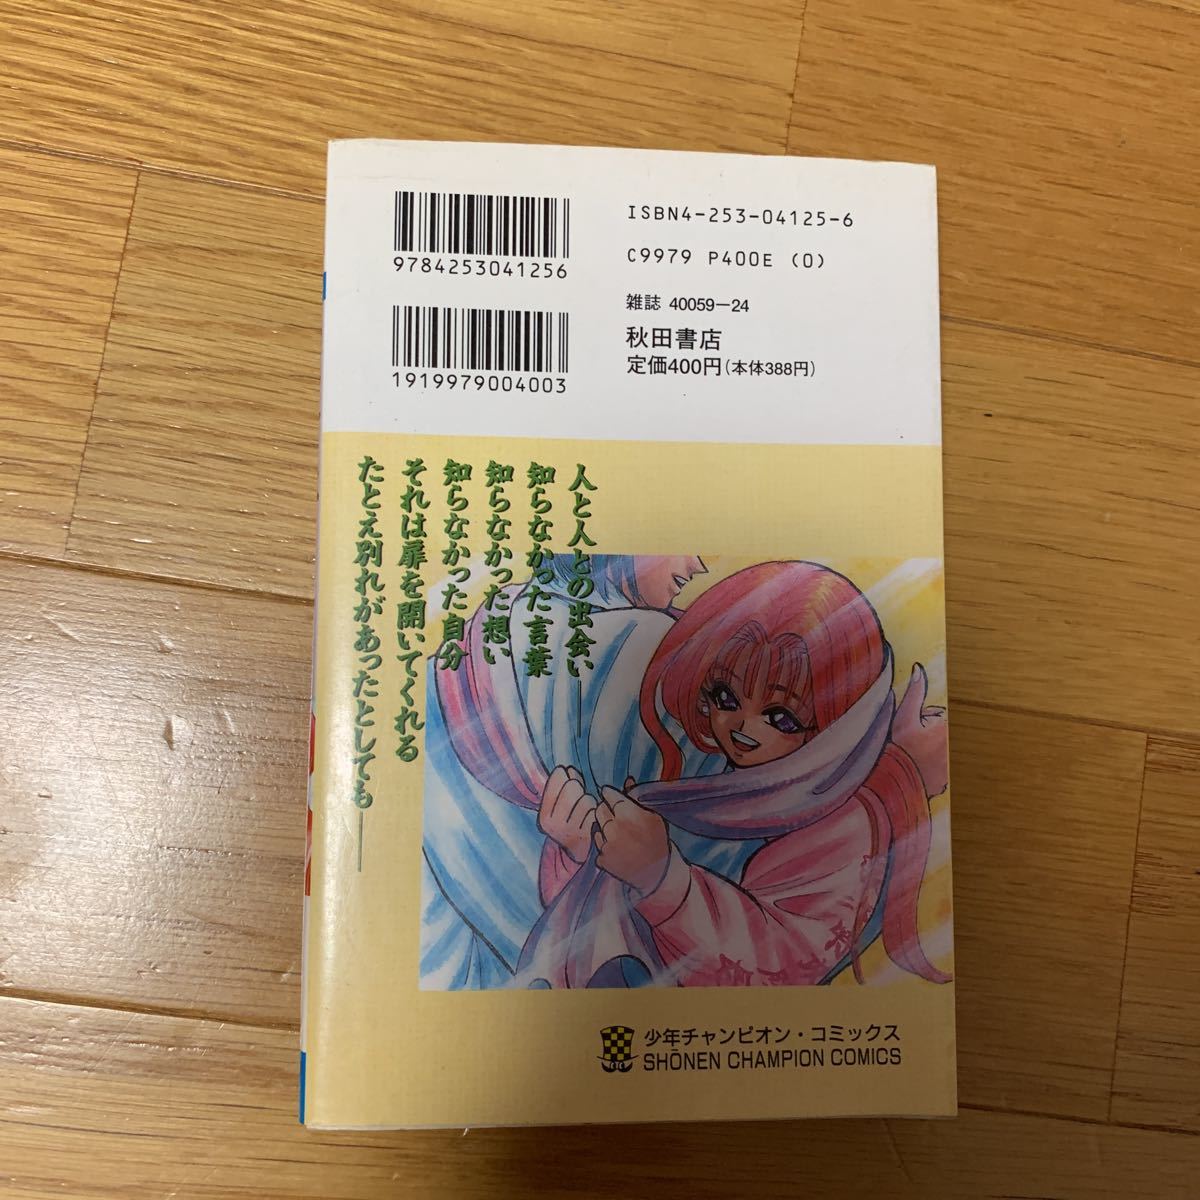 9784253041256
1919979004003
ISBN4-253-04125-6
C9979 P400E (0)
雑誌 40059-24
秋田書店
定価400円(本体388円)
人と人との出会い――
知らなかった言葉
知らなかった想い
知らなかった自分
それは扉を開いてくれる
たとえ別れがあったとしても――
少年チャンピオン・コミックス
SHŌNEN CHAMPION COMICS